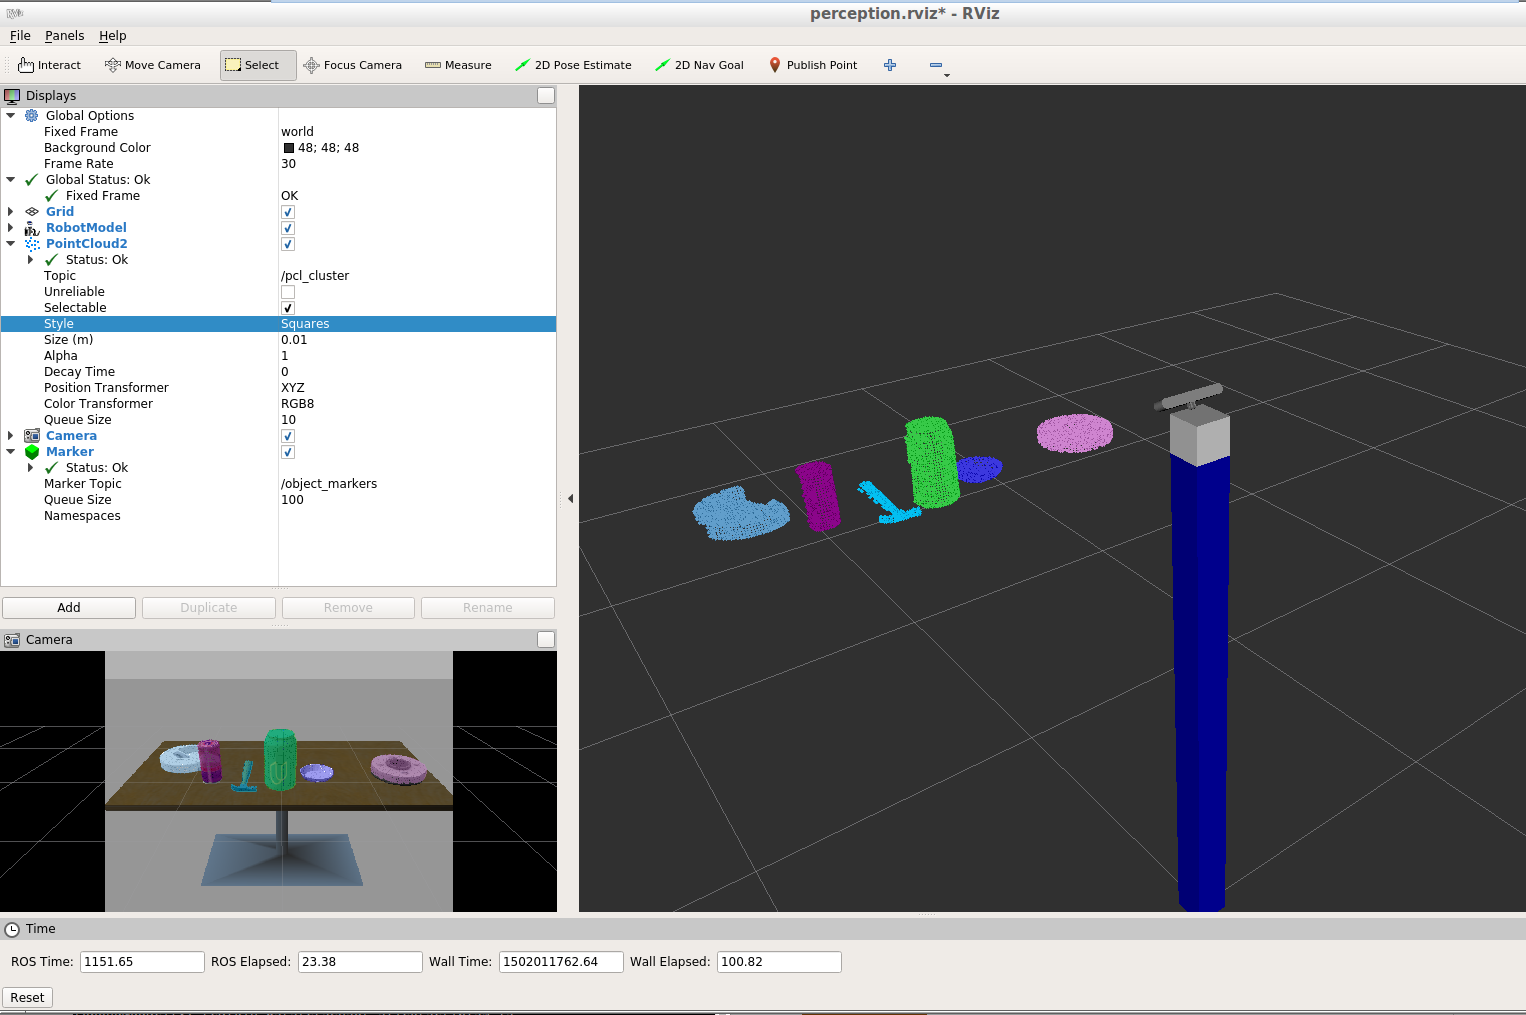 perception.rviz* - RViz
File Panels Help
Interact Move Camera Select Focus Camera Measure 2D Pose Estimate 2D Nav Goal Publish Point
Displays
Global Options
Fixed Frame world
Background Color 48; 48; 48
Frame Rate 30
Global Status: Ok
Fixed Frame OK
Grid
RobotModel
PointCloud2
Status: Ok
Topic /pcl_cluster
Unreliable
Selectable
Style Squares
Size (m) 0.01
Alpha 1
Decay Time 0
Position Transformer XYZ
Color Transformer RGB8
Queue Size 10
Camera
Marker
Status: Ok
Marker Topic /object_markers
Queue Size 100
Namespaces
Add Duplicate Remove Rename
Camera
Time
ROS Time: 1151.65 ROS Elapsed: 23.38 Wall Time: 1502011762.64 Wall Elapsed: 100.82
Reset